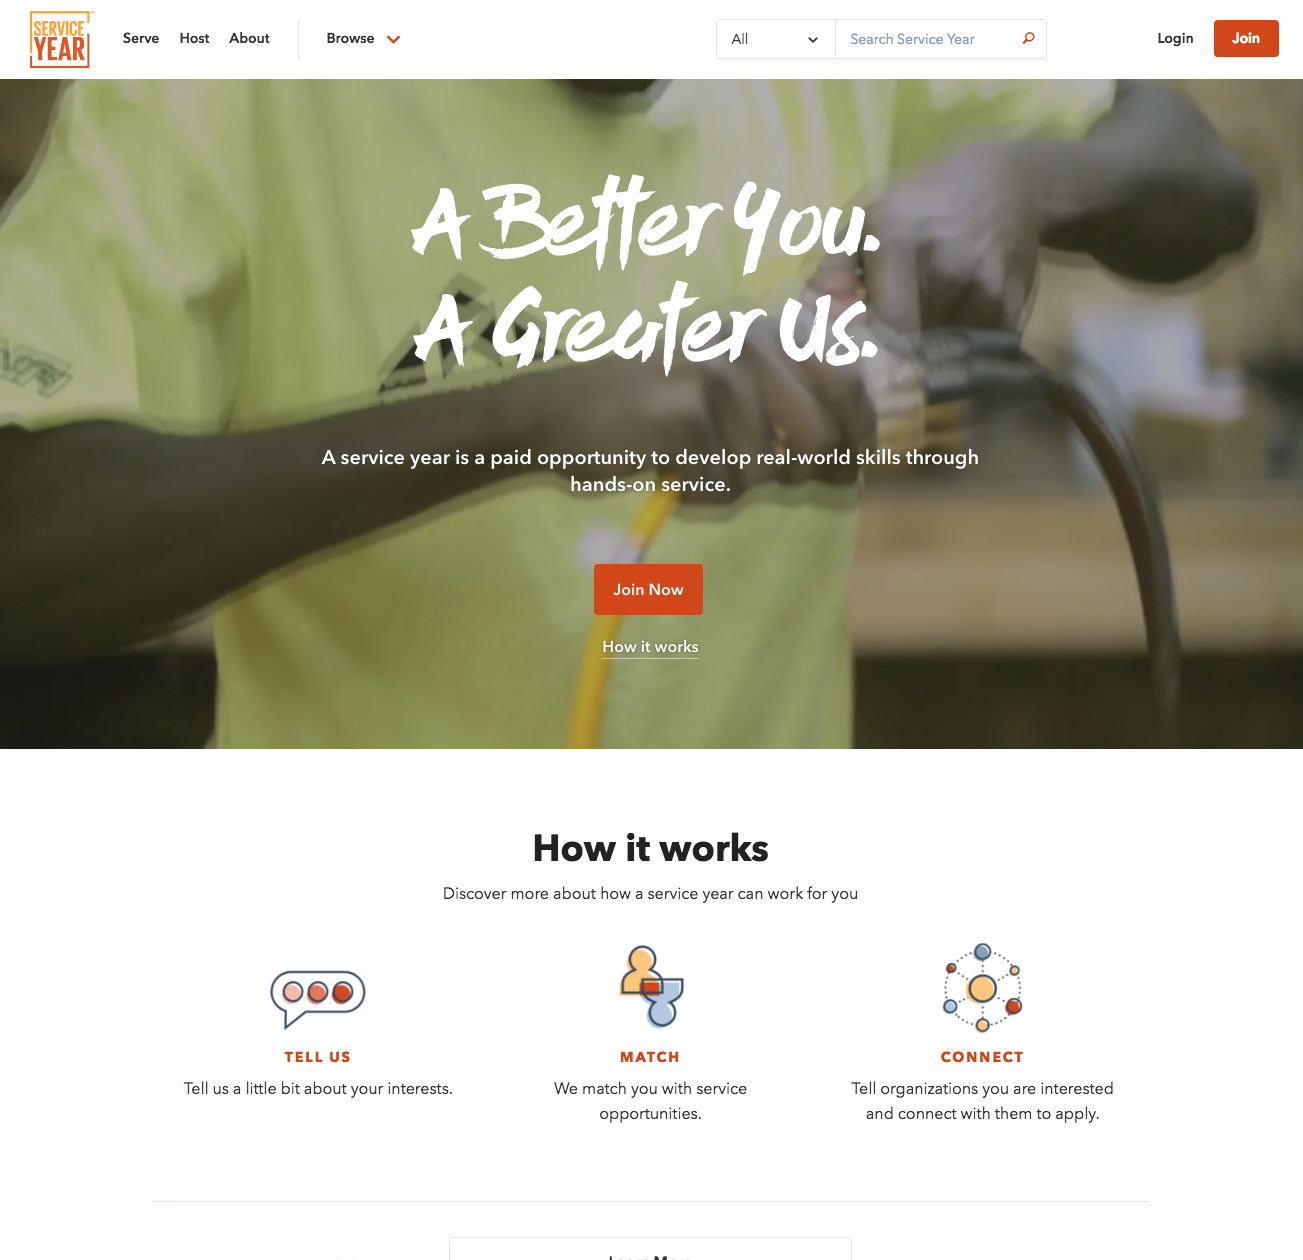 SERVICE
YEAR
Serve Host About Browse
All Search Service Year
Login Join
A Better You.
A Greater Us.
A service year is a paid opportunity to develop real-world skills through
hands-on service.
Join Now
How it works
How it works
Discover more about how a service year can work for you
TELL US
Tell us a little bit about your interests.
MATCH
We match you with service
opportunities.
CONNECT
Tell organizations you are interested
and connect with them to apply.
Learn More